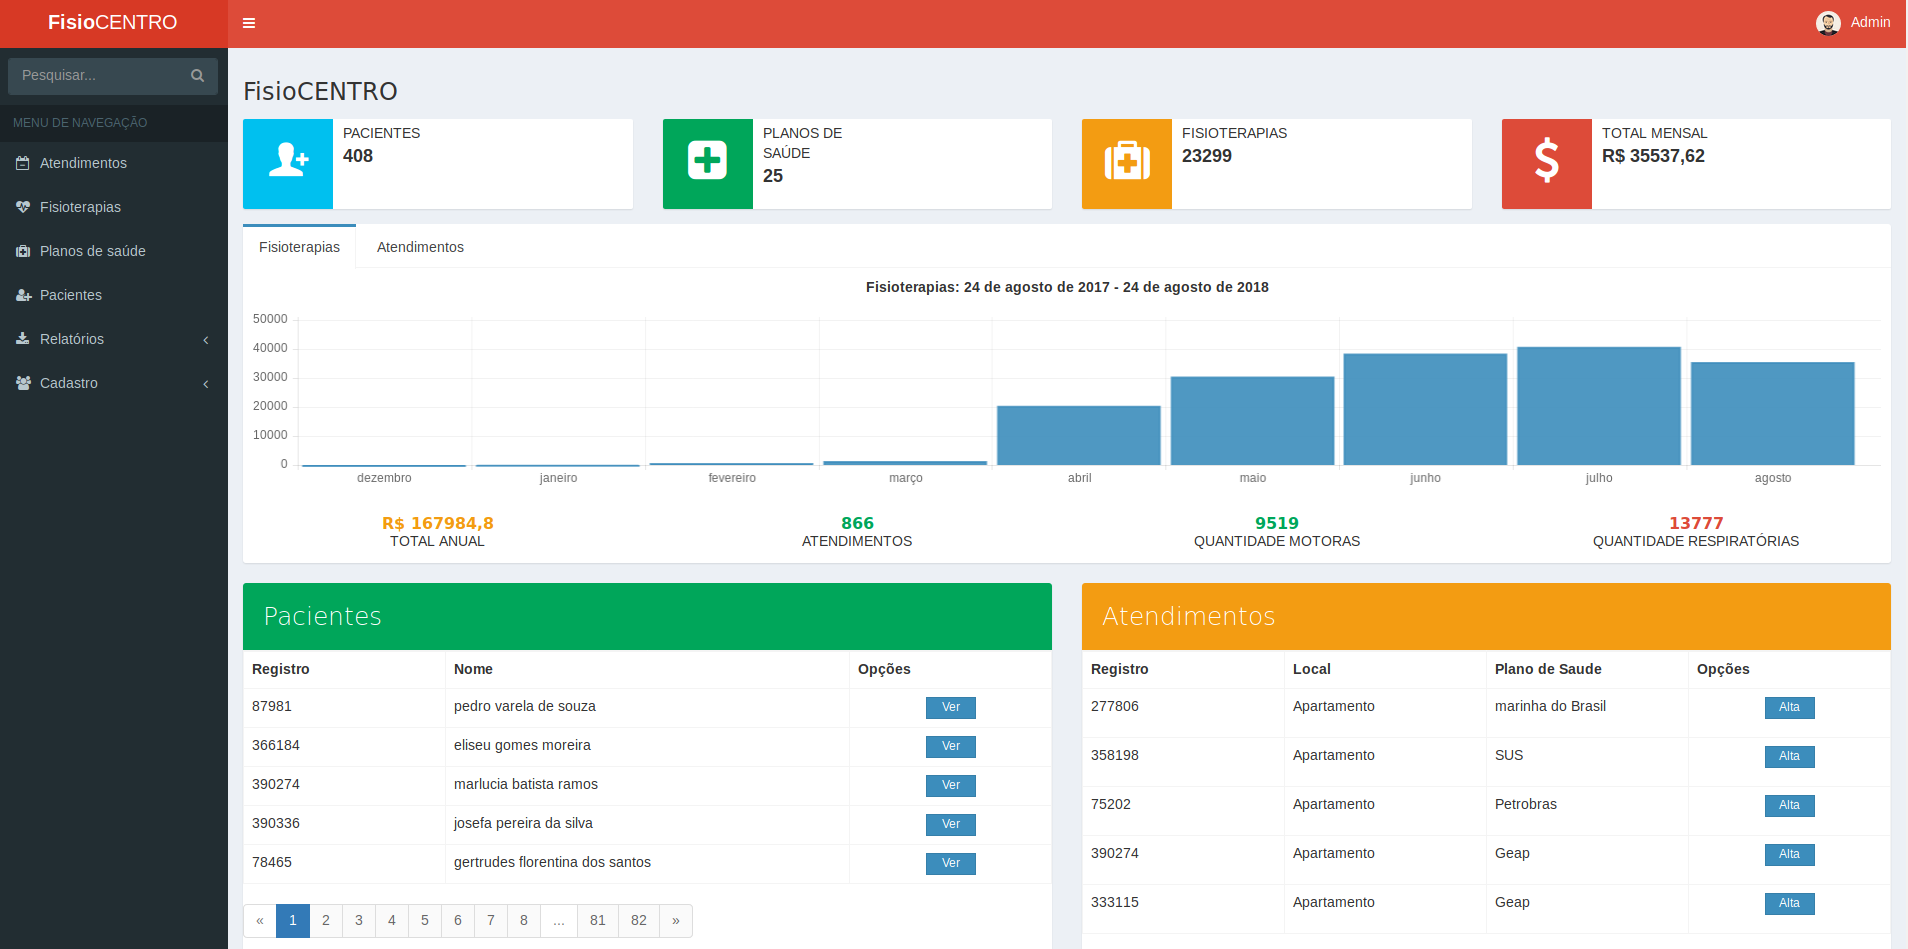 FisioCENTRO
Admin
Pesquisar...
MENU DE NAVEGAÇÃO
Atendimentos
Fisioterapias
Planos de saúde
Pacientes
Relatórios
Cadastro
FisioCENTRO
PACIENTES
408
PLANOS DE
SAÚDE
25
FISIOTERAPIAS
23299
TOTAL MENSAL
R$ 35537,62
Fisioterapias Atendimentos
Fisioterapias: 24 de agosto de 2017 - 24 de agosto de 2018
50000
40000
30000
20000
10000
0
dezembro janeiro fevereiro março abril maio junho julho agosto
R$ 167984,8
TOTAL ANUAL
866
ATENDIMENTOS
9519
QUANTIDADE MOTORAS
13777
QUANTIDADE RESPIRATÓRIAS
Pacientes
Registro Nome Opções
87981 pedro varela de souza Ver
366184 eliseu gomes moreira Ver
390274 marlucia batista ramos Ver
390336 josefa pereira da silva Ver
78465 gertrudes florentina dos santos Ver
« 1 2 3 4 5 6 7 8 ... 81 82 »
Atendimentos
Registro Local Plano de Saude Opções
277806 Apartamento marinha do Brasil Alta
358198 Apartamento SUS Alta
75202 Apartamento Petrobras Alta
390274 Apartamento Geap Alta
333115 Apartamento Geap Alta